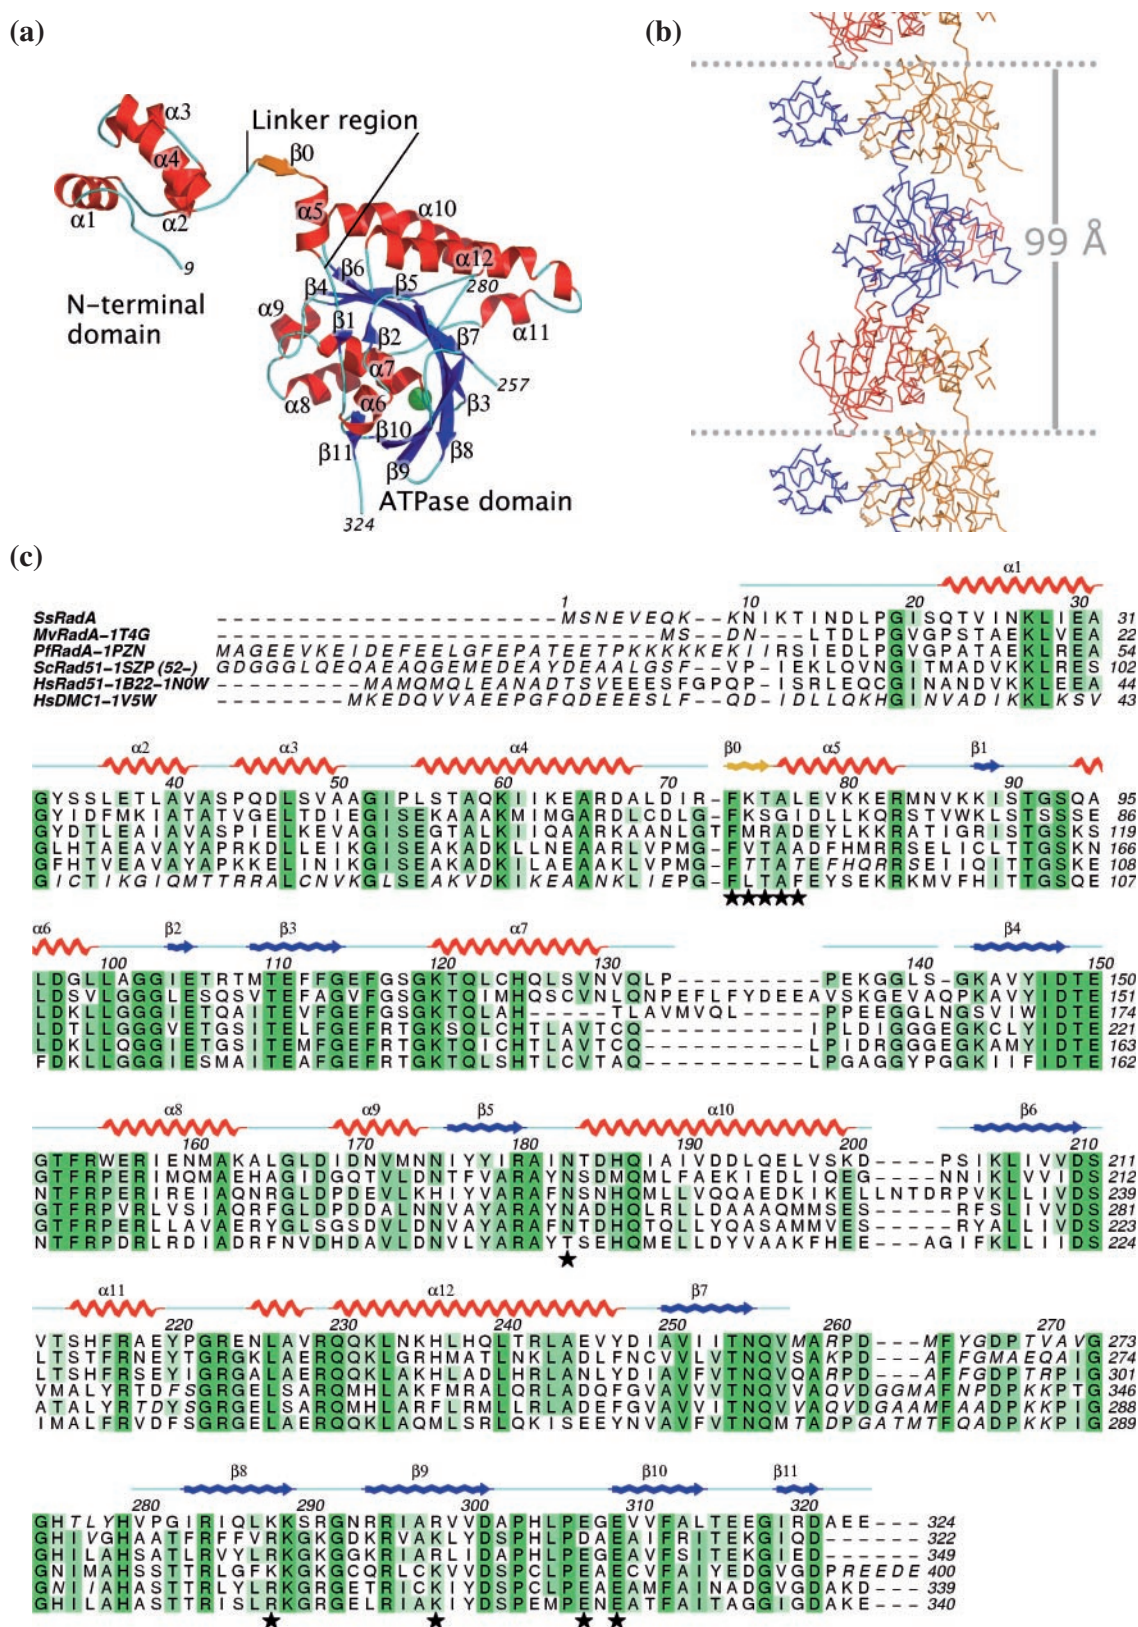 (a)
α3
α4
Linker region
β0
α1
α2
α5
α10
9
N-terminal
domain
α12
280
β6
β4
β5
α9
β1
β2
β7
α11
α7
257
α8
α6
β3
β10
β11
β9
β8
ATPase domain
324
(b)
99 Å
(c)
α1
1 10 20 30
SsRadA ---------------------MSNEVEQK--KNIKTINDLPGISQTVINKLIEA 31
MvRadA-1T4G ---------------------------MS--DN---LTDLPGVGPSTAEKLVEA 22
PfRadA-1PZN MAGEEVKEIDEFEELGFEPATEETPKKKKKKEKIIRSIEDLPGVGPATAEKLREA 54
ScRad51-1SZP (52-) GDGGGLQEQAEAQGEMEDEAYDEAALGSF--VP-IEKLQVNGITMADVKKLRES 102
HsRad51-1B22-1N0W ---------MAMQMQLEANADTSVEEESFGPQP-ISRLEQCGINANDVKKLEEA 44
HsDMC1-1V5W --------MKEDQVVAEEPGFQDEEESLF--QD-IDLLQKHGINVADIKKLKSV 43
α2 α3 α4 β0 α5 β1
40 50 60 70 80 90
GYSSLETLAVASPQDLSVAAGIPLSTAQKIIKEARDALDIR-FKTALEVKKERMNVKKISTGSQA 95
GYIDFMKIATATVGELTDIEGISEKAAAKMIMGARDLCDLG-FKSGIDLLKQRSTVWKLSTSSSE 86
GYDTLEAIAVASPIELKEVAGISEGTALKIIQAARKAANLGTFMRADEYLKKRATIGRISTGSKS 119
GLHTAEAVAYAPRKDLLEIKGISEAKADKLLNEAARLVPMG-FVTAADFHMRRSELICLTTGSKN 166
GFHTVEAVAYAPKKELINIKGISEAKADKILAEAAKLVPMG-FTTATEFHQRRSEIIQITTGSKE 108
GICTIKGIQMTTRRALCNVKGLSEAKVDKIKEAANKLIEPG-FLTAFEYSEKRKMVFHITTGSQE 107
★★★★★
α6 β2 β3 α7 β4
100 110 120 130 140 150
LDGLLAGGIETRTMTEFFGEFGSGKTQLCHQLSVNVQLP---------PEKGGLS-GKAVYIDTE 150
LDSVLGGGLESQSVTEFAGVFGSGKTQIMHQSCVNLQNPEFLFYDEEAVSKGEVAQPKAVYIDTE 151
LDKLLGGGIETQAITEVFGEFGSGKTQLAH-----TLAVMVQL-----PPEEGGLNGSVIWIDTE 174
LDTLLGGGVETGSITELFGEFRTGKSQLCHTLAVTCQ-----------IPLDIGGGEGKCLYIDTE 221
LDKLLQGGIETGSITEMFGEFRTGKTQICHTLAVTCQ-----------LPIDRGGGEGKAMYIDTE 163
FDKLLGGGIESMAITEAFGEFRTGKTQLSHTLCVTAQ-----------LPGAGGYPGGKIIFIDTE 162
α8 α9 β5 α10 β6
160 170 180 190 200 210
GTFRWERIENMAKALGLDIDNVMNNIYYIRAINTDHQIAIVDDLQELVSKD----PSIKLIVVDS 211
GTFRPERIMQMAEHAGIDGQTVLDNTFVARAYNSDMQMLFAEKIEDLIQEG----NNIKLVVIDS 212
NTFRPERIREIAQNRGLDPDEVLKHIYVARAFNSNHQMLLVQQAEDKIKELLNTDRPVKLLIVDS 239
GTFRPVRLVSIAQRFGLDPDDALNNVAYARAYNADHQLRLLDAAAQMMSES----RFSLIVVDS 281
GTFRPERLLAVAERYGLSGSDVLDNVAYARAFNTDHQTQLLYQASAMMVES----RYALLIVDS 223
NTFRPDRLRDIADRFNVDHDAVLDNVLYARAYTSEHQMELLDYVAAKFHEE----AGIFKLLIIDS 224
★
α11 α12 β7
220 230 240 250 260 270
VTSHFRAEYPGRENLAVRQQKLNKHLHQLTRLAEVYDIAVIITNQVMARPD---MFYGDPTVAVG 273
LTSTFRNEYTGRGKLAERQQKLGRHMATLNKLADLFNCVVLVTNQVSAKPD---AFFGMAEQAIG 274
LTSHFRSEYIGRGALAERQQKLAKHLADLHRLANLYDIAVFVTNQVQARPD---AFFGDPTRPIG 301
VMALYRTDFSGRGELSARQMHLAKFMRALQRLADQFGVAVVVTNQVVAQVDGGMAFNPDPKKPTG 346
ATALYRTDYSGRGELSARQMHLARFLRMLLRLADEFGVAVVITNQVVAQVDGAAMFAADPKKPIG 288
IMALFRVDFSGRGELAERQQKLAQMLSRLQKISEEYNVAVFVTNQMTADPGATMTFQADPKKPIG 289
β8 β9 β10 β11
280 290 300 310 320
GHTLYHVPGIRIQLKKSRGNRRIARVVDAPHLPEGEVVFALTEEGIRDAEE--- 324
GHIVGHAATFRFFVRKGKGDKRVAKLYDSPHLPDAEAIFRITEKGIQD------ 322
GHILAHSATLRVYLRKGKGGKRIARLIDAPHLPEGEAVFSITEKGIED------ 349
GNIMAHSSTTRLGFKKGKGCQRLCKVVDSPCLPEAECVFAIYEDGVGDPREEDE 400
GNIIAHASTTRLYLRKGRGETRICKIYDSPCLPEAEAMFAINADGVGDAKD--- 339
GHILAHASTTRISLRKGRGELRIAKIYDSPEMPENEATFAITAGGIGDAKE--- 340
★ ★ ★ ★